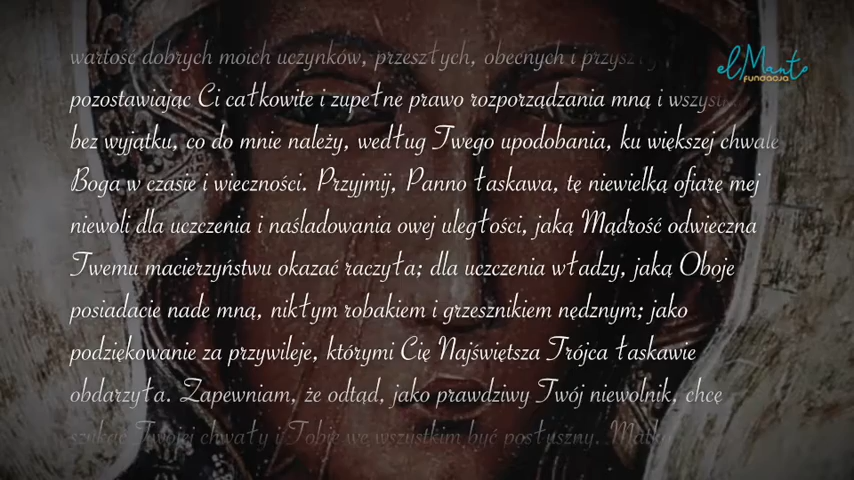 wartość dobrych moich uczynków, przeszłych, obecnych i
pozostawiając Ci całkowite i zupełne prawo rozporządzania mną i
bez wyjątku, co do mnie należy, według Twego upodobania, ku większej chwale
Boga w czasie i wieczności. Przyjmij, Panno łaskawa, tę niewielką ofiarę mej
niewoli dla uczczenia i naśladowania owej uległości, jaką Mądrość odwieczna
Twemu macierzyństwu okazać raczyła; dla uczczenia władzy, jaką Oboje
posiadacie nade mną, nikłym robakiem i grzesznikiem nędznym; jako
podziękowanie za przywileje, którymi Cię Najświętsza Trójca łaskawie
obdarzyła. Zapewniam, że odtąd, jako prawdziwy Twój niewolnik, chcę
szukać Twojej chwały i Tobie we wszystkim być posłuszny.
el Manto
fundacja